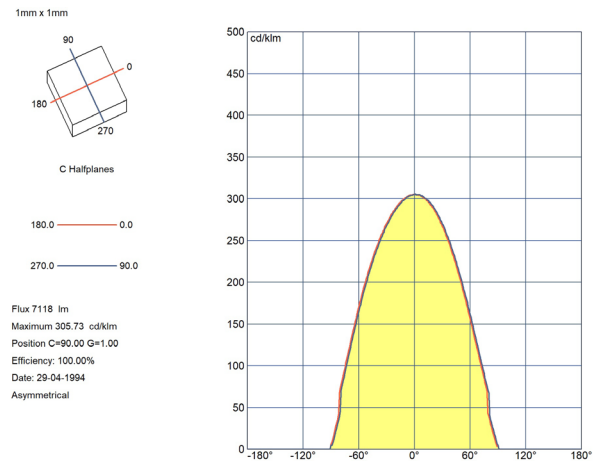 1mm x 1mm
90
0
180
270
C Halfplanes
180.0 0.0
270.0 90.0
Flux 7118 lm
Maximum 305.73 cd/klm
Position C=90.00 G=1.00
Efficiency: 100.00%
Date: 29-04-1994
Asymmetrical
500
cd/klm
450
400
350
300
250
200
150
100
50
0
-180° -120° -60° 0° 60° 120° 180°